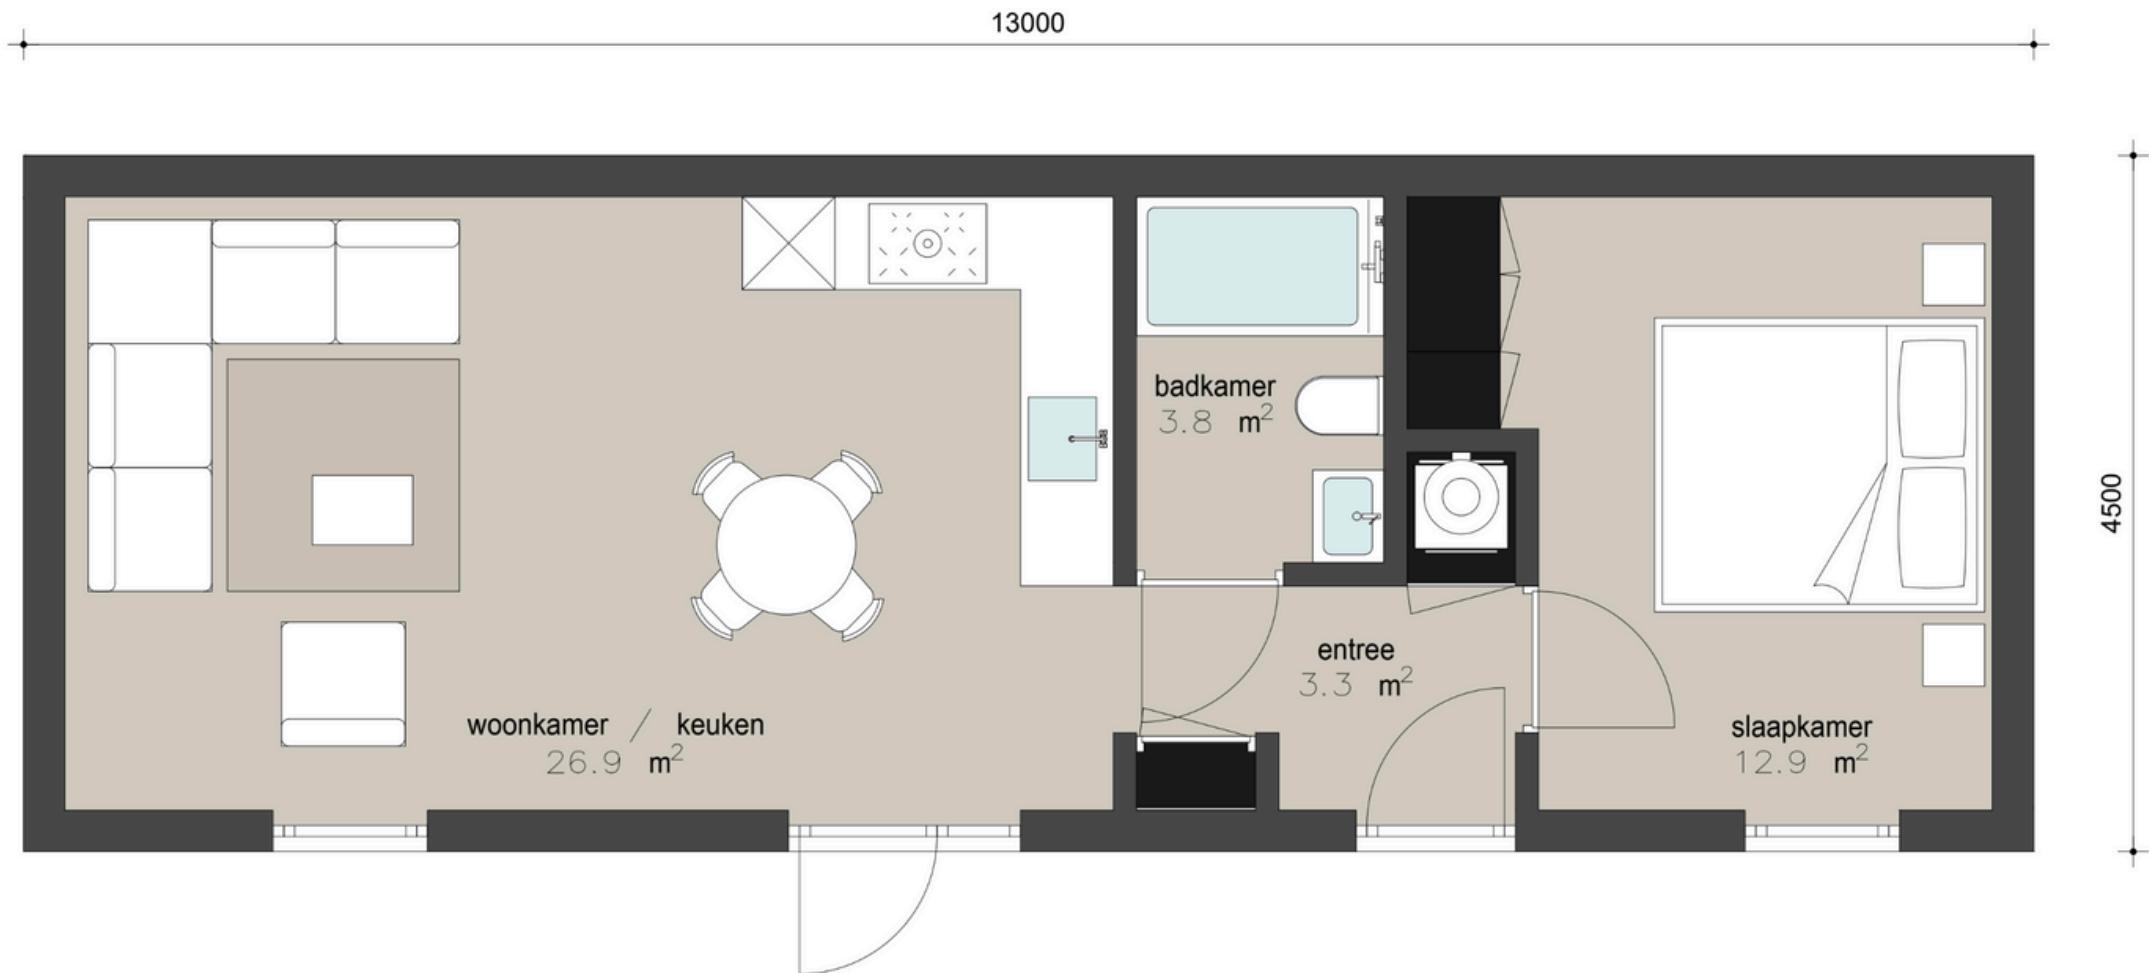 13000
4500
badkamer
3.8 m²
entree
3.3 m²
woonkamer / keuken
26.9 m²
slaapkamer
12.9 m²